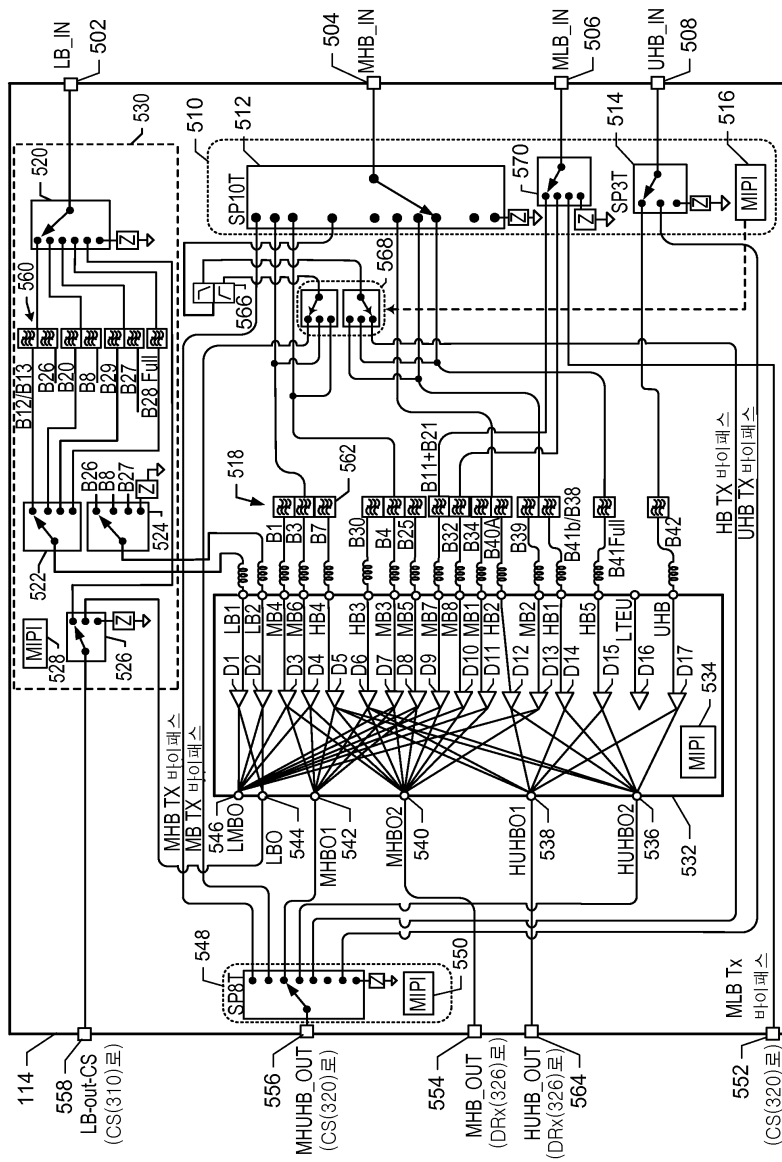 LB_IN
502
MHB_IN
504
MLB_IN
506
UHB_IN
508
530
520
560
510
512
SP10T
570
514
SP3T
516
MIPI
Z
Z
Z
Z
566
568
B12/B13
B26
B20
B8
B29
B27
B28 Full
522
B26
B8
B27
Z
524
526
Z
528
MIPI
518
562
B1
B3
B7
B30
B4
B25
B11+B21
B32
B34
B40A
B39
B41b/B38
B41Full
B42
HB TX 바이패스
UHB TX 바이패스
LB1
LB2
MB4
MB6
HB4
HB3
MB3
MB5
MB7
MB8
MB1
HB2
MB2
HB1
HB5
LTEU
UHB
D1
D2
D3
D4
D5
D6
D7
D8
D9
D10
D11
D12
D13
D14
D15
D16
D17
534
MIPI
MHB TX 바이패스
MB TX 바이패스
546
LMBO
LBO
544
MHBO1
542
MHBO2
540
HUHBO1
538
HUHBO2
536
532
548
SP8T
Z
550
MIPI
MLB Tx
바이패스
114
558
LB-out-CS
(CS(310)로)
556
MHUHB_OUT
(CS(320)로)
554
MHB_OUT
(DRx(326)로)
HUHB_OUT
(DRx(326)로)
564
552
(CS(320)로)